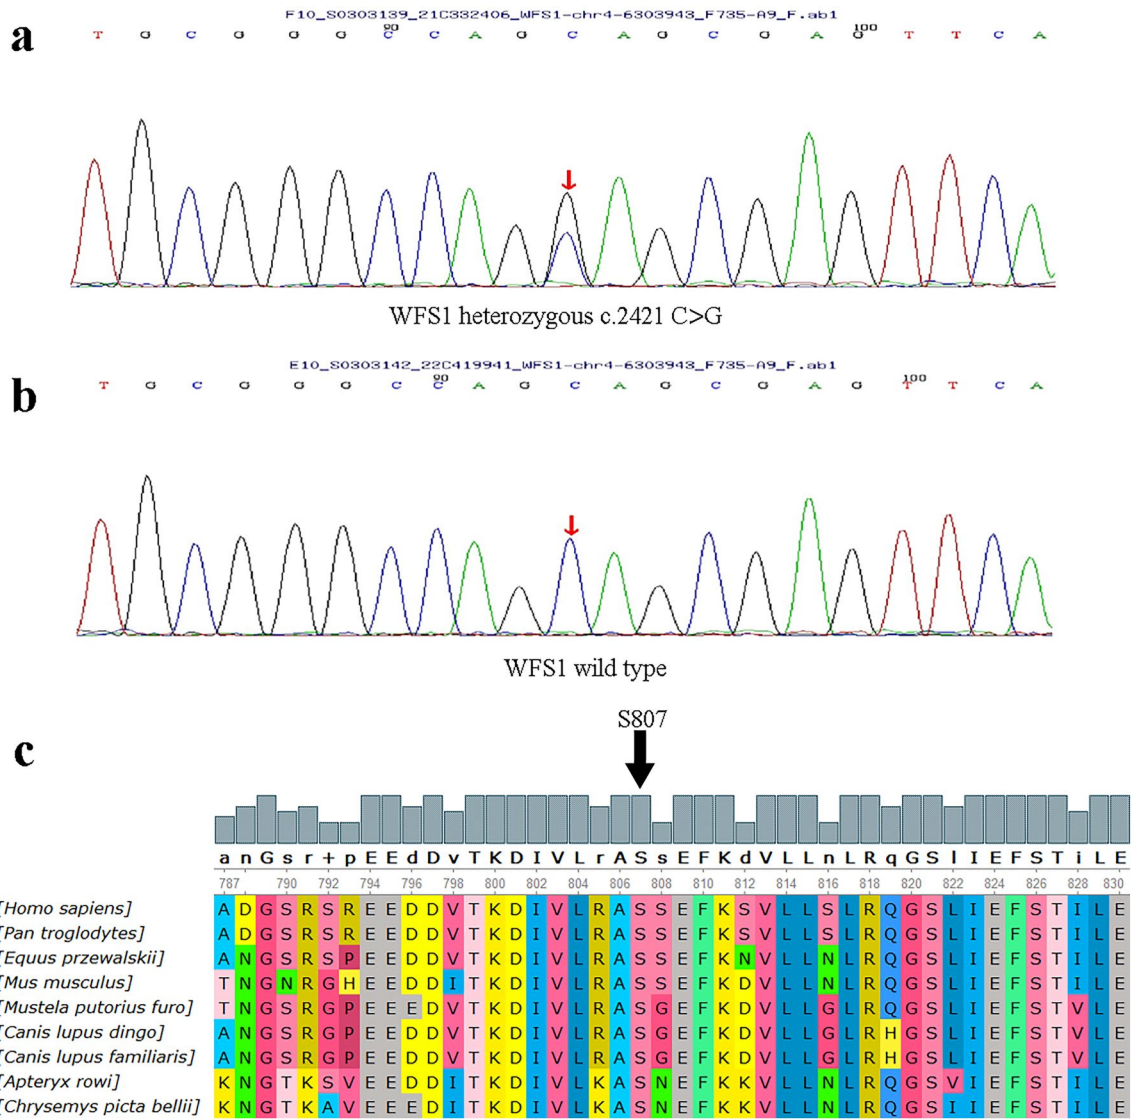 a
F10_S0303139_21C332406_WFS1-chr4-6303943_F735-A9_F.ab1
90 100
T G C G G G C C A G C A G C G A G T T C A
WFS1 heterozygous c.2421 C>G
b
E10_S0303142_22C419941_WFS1-chr4-6303943_F735-A9_F.ab1
90 100
T G C G G G C C A G C A G C G A G T T C A
WFS1 wild type
c
S807
a n G s r + p E E d D v T K D I V L r A S s E F K d V L L n L R q G S l I E F S T i L E
787 790 792 794 796 798 800 802 804 806 808 810 812 814 816 818 820 822 824 826 828 830
[Homo sapiens] A D G S R S R E E D D V T K D I V L R A S S E F K S V L L S L R Q G S L I E F S T I L E
[Pan troglodytes] A D G S R S R E E D D V T K D I V L R A S S E F K S V L L S L R Q G S L I E F S T I L E
[Equus przewalskii] A N G S R S P E E D D V T K D I V L R A S S E F K N V L L N L R Q G S L I E F S T I L E
[Mus musculus] T N G N R G H E E D D I T K D I V L R A S S E F K D V L L N L R Q G S L I E F S T I L E
[Mustela putorius furo] T N G S R G P E E E D V T K D I V L R A S G E F K D V L L G L R Q G S L I E F S T V L E
[Canis lupus dingo] A N G S R G P E E D D V T K D I V L R A S G E F K D V L L G L R H G S L I E F S T V L E
[Canis lupus familiaris] A N G S R G P E E D D V T K D I V L R A S G E F K D V L L G L R H G S L I E F S T V L E
[Apteryx rowi] K N G T K S V E E D D I T K D I V L K A S N E F K K V L L N L R Q G S V I E F S T I L E
[Chrysemys picta bellii] K N G T K A V E E E D I T K D I V L K A S N E F K K V L L N L R Q G S I I E F S T I L E